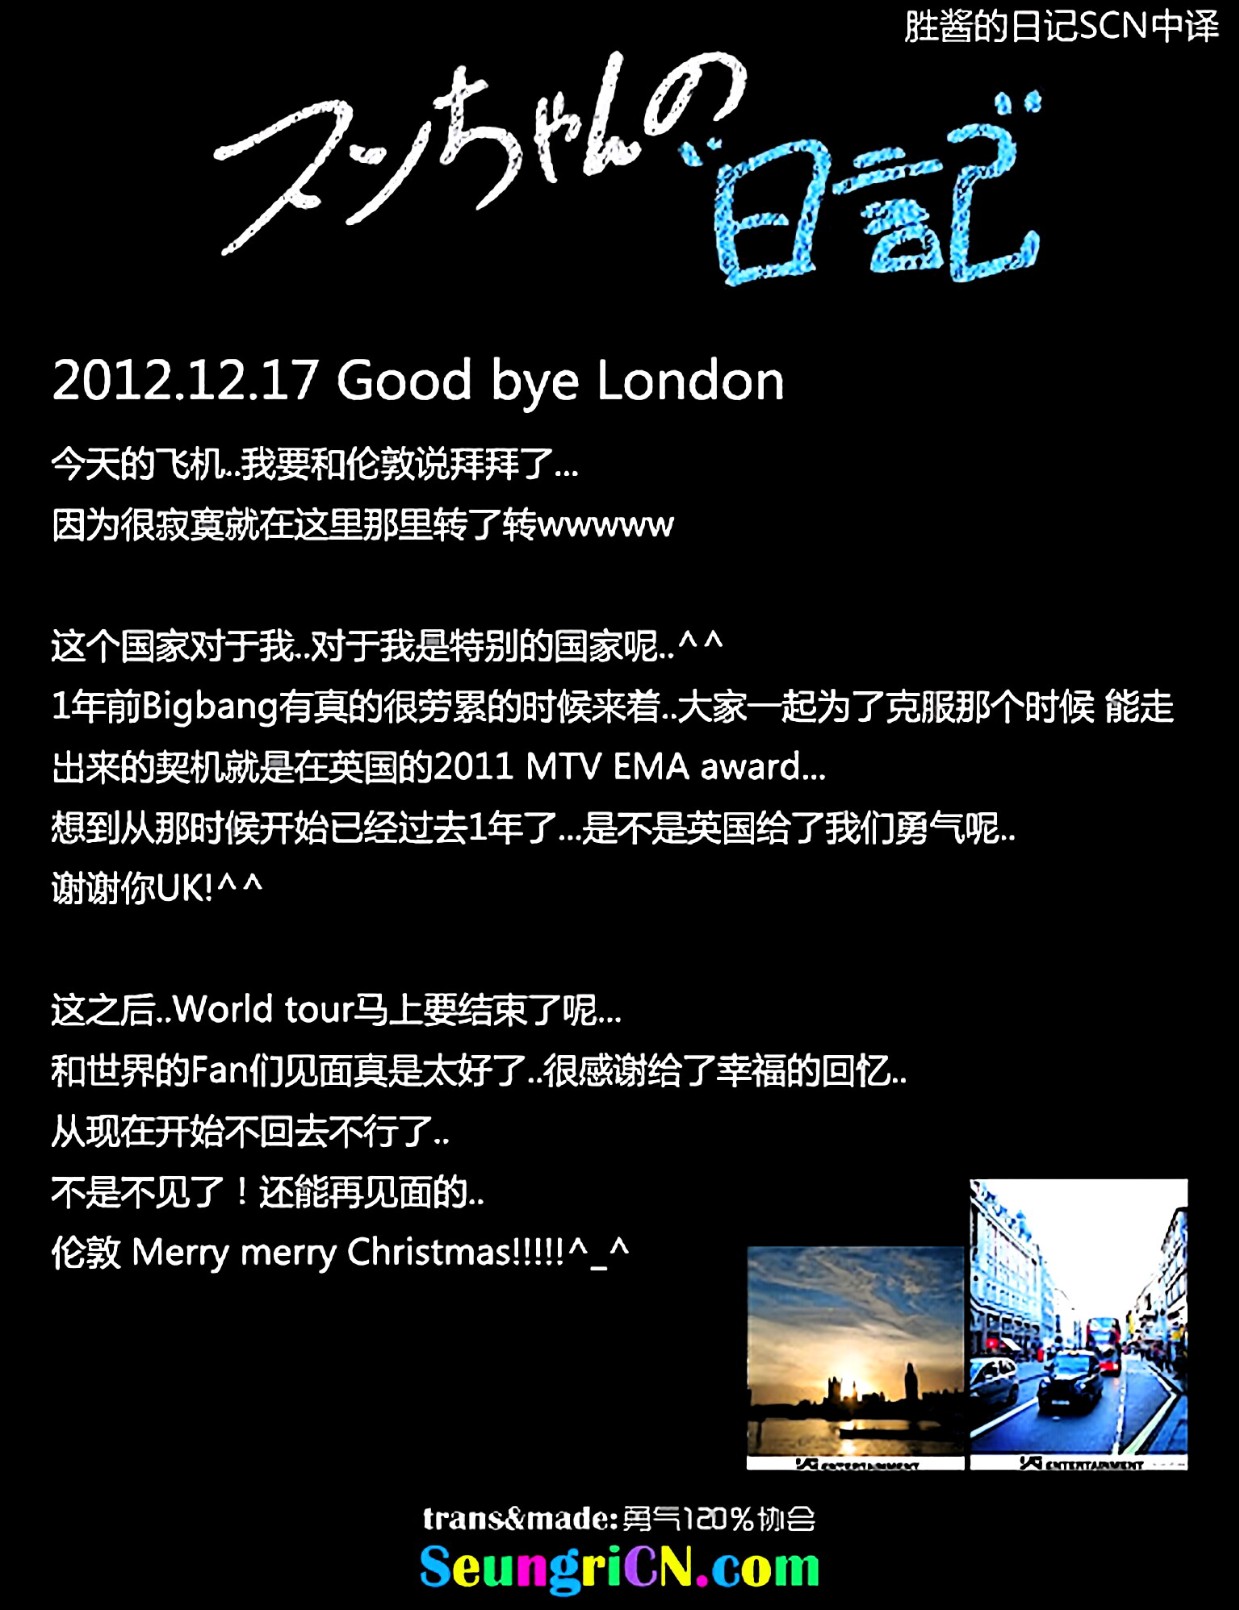 胜酱的日记SCN中译
スンちゃんの
日記
2012.12.17 Good bye London
今天的飞机..我要和伦敦说拜拜了...
因为很寂寞就在这里那里转了转wwwww
这个国家对于我..对于我是特别的国家呢..^^
1年前Bigbang有真的很劳累的时候来着..大家一起为了克服那个时候 能走
出来的契机就是在英国的2011 MTV EMA award...
想到从那时候开始已经过去1年了...是不是英国给了我们勇气呢..
谢谢你UK!^^
这之后..World tour马上要结束了呢...
和世界的Fan们见面真是太好了..很感谢给了幸福的回忆..
从现在开始不回去不行了..
不是不见了！还能再见面的..
伦敦 Merry merry Christmas!!!!!^_^
YG ENTERTAINMENT
YG ENTERTAINMENT
trans&made:勇气120%协会
SeungriCN.com